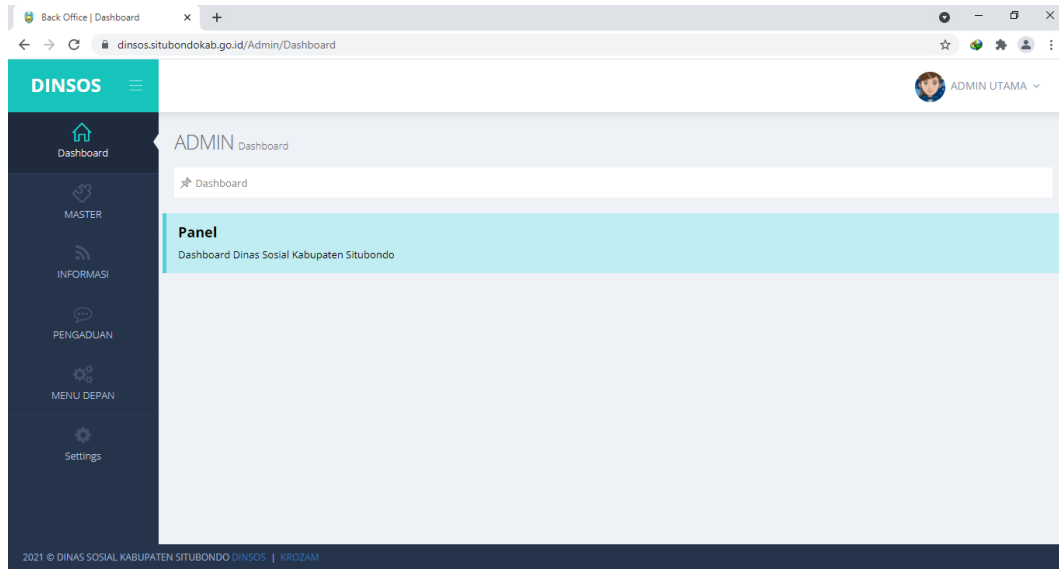 Back Office | Dashboard
dinsos.situbondokab.go.id/Admin/Dashboard
DINSOS
ADMIN UTAMA
Dashboard
ADMIN Dashboard
Dashboard
MASTER
Panel
Dashboard Dinas Sosial Kabupaten Situbondo
INFORMASI
PENGADUAN
MENU DEPAN
Settings
2021 © DINAS SOSIAL KABUPATEN SITUBONDO DINSOS | KROZAM